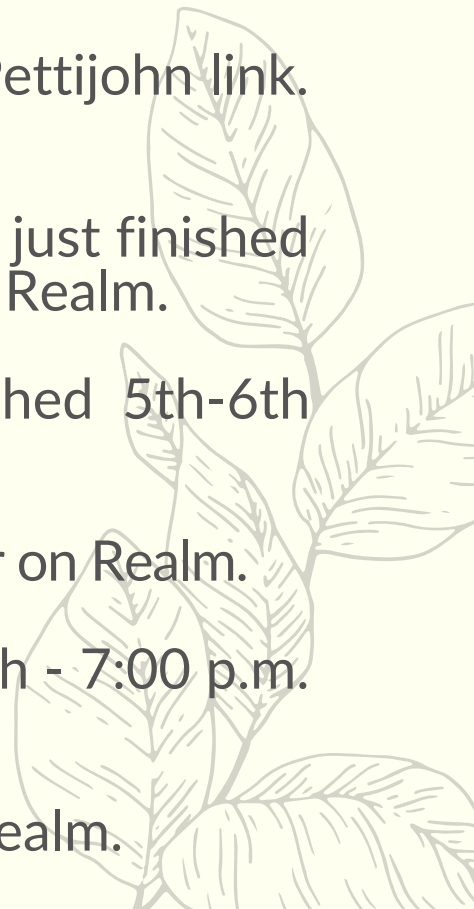 ettijohn link.
just finished
Realm.
hed 5th-6th
on Realm.
h - 7:00 p.m.
ealm.